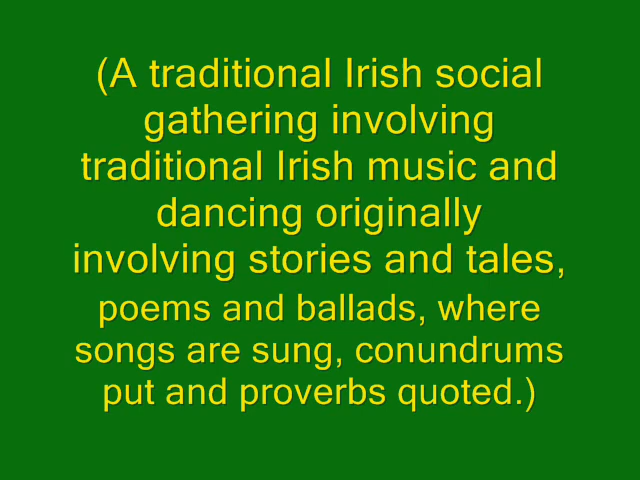 (A traditional Irish social
gathering involving
traditional Irish music and
dancing originally
involving stories and tales,
poems and ballads, where
songs are sung, conundrums
put and proverbs quoted.)